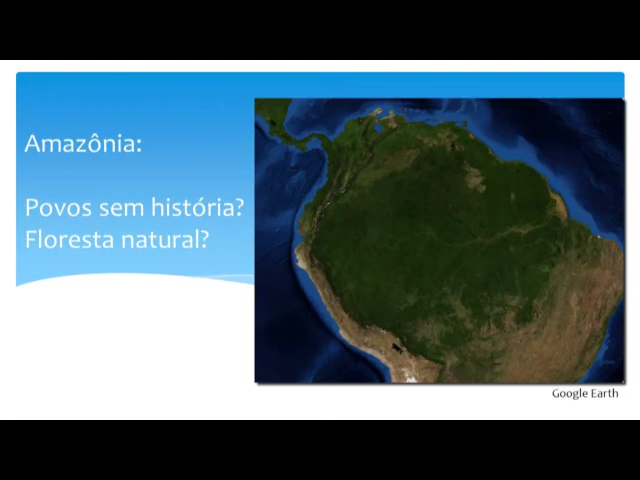 Amazônia:
Povos sem história?
Floresta natural?
Google Earth